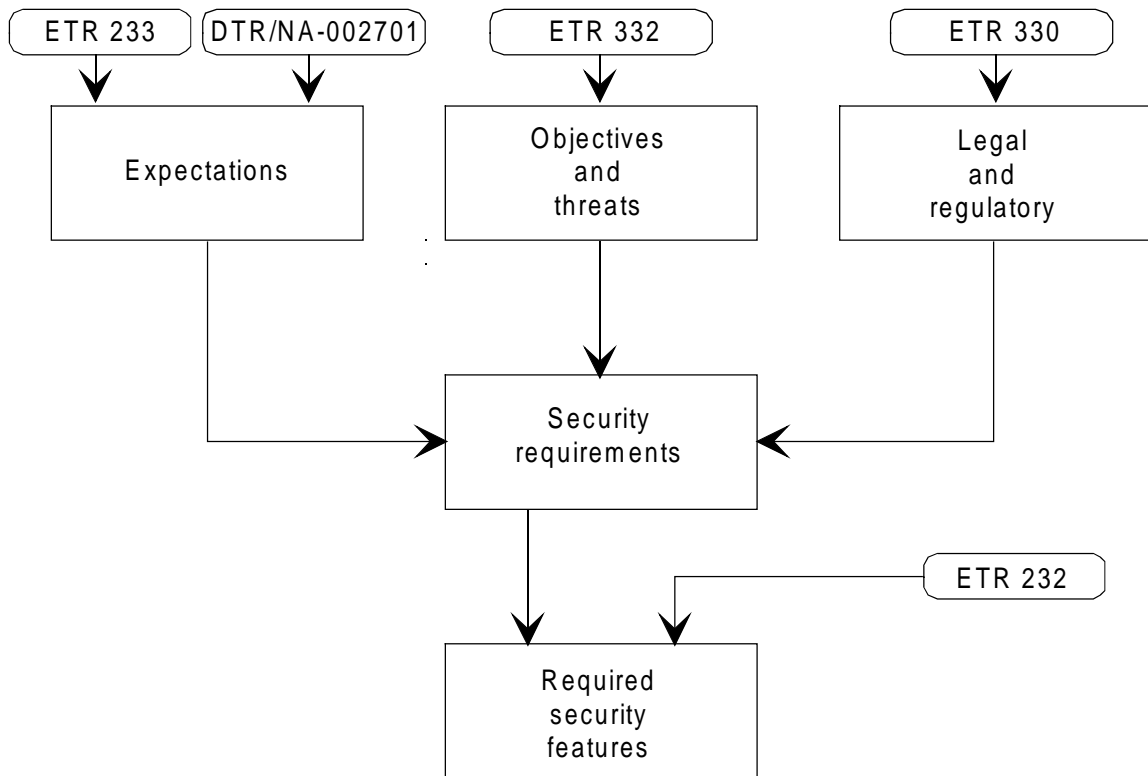 ETR 233
DTR/NA-002701
ETR 332
ETR 330
Expectations
Objectives
and
threats
Legal
and
regulatory
Security
requirements
ETR 232
Required
security
features